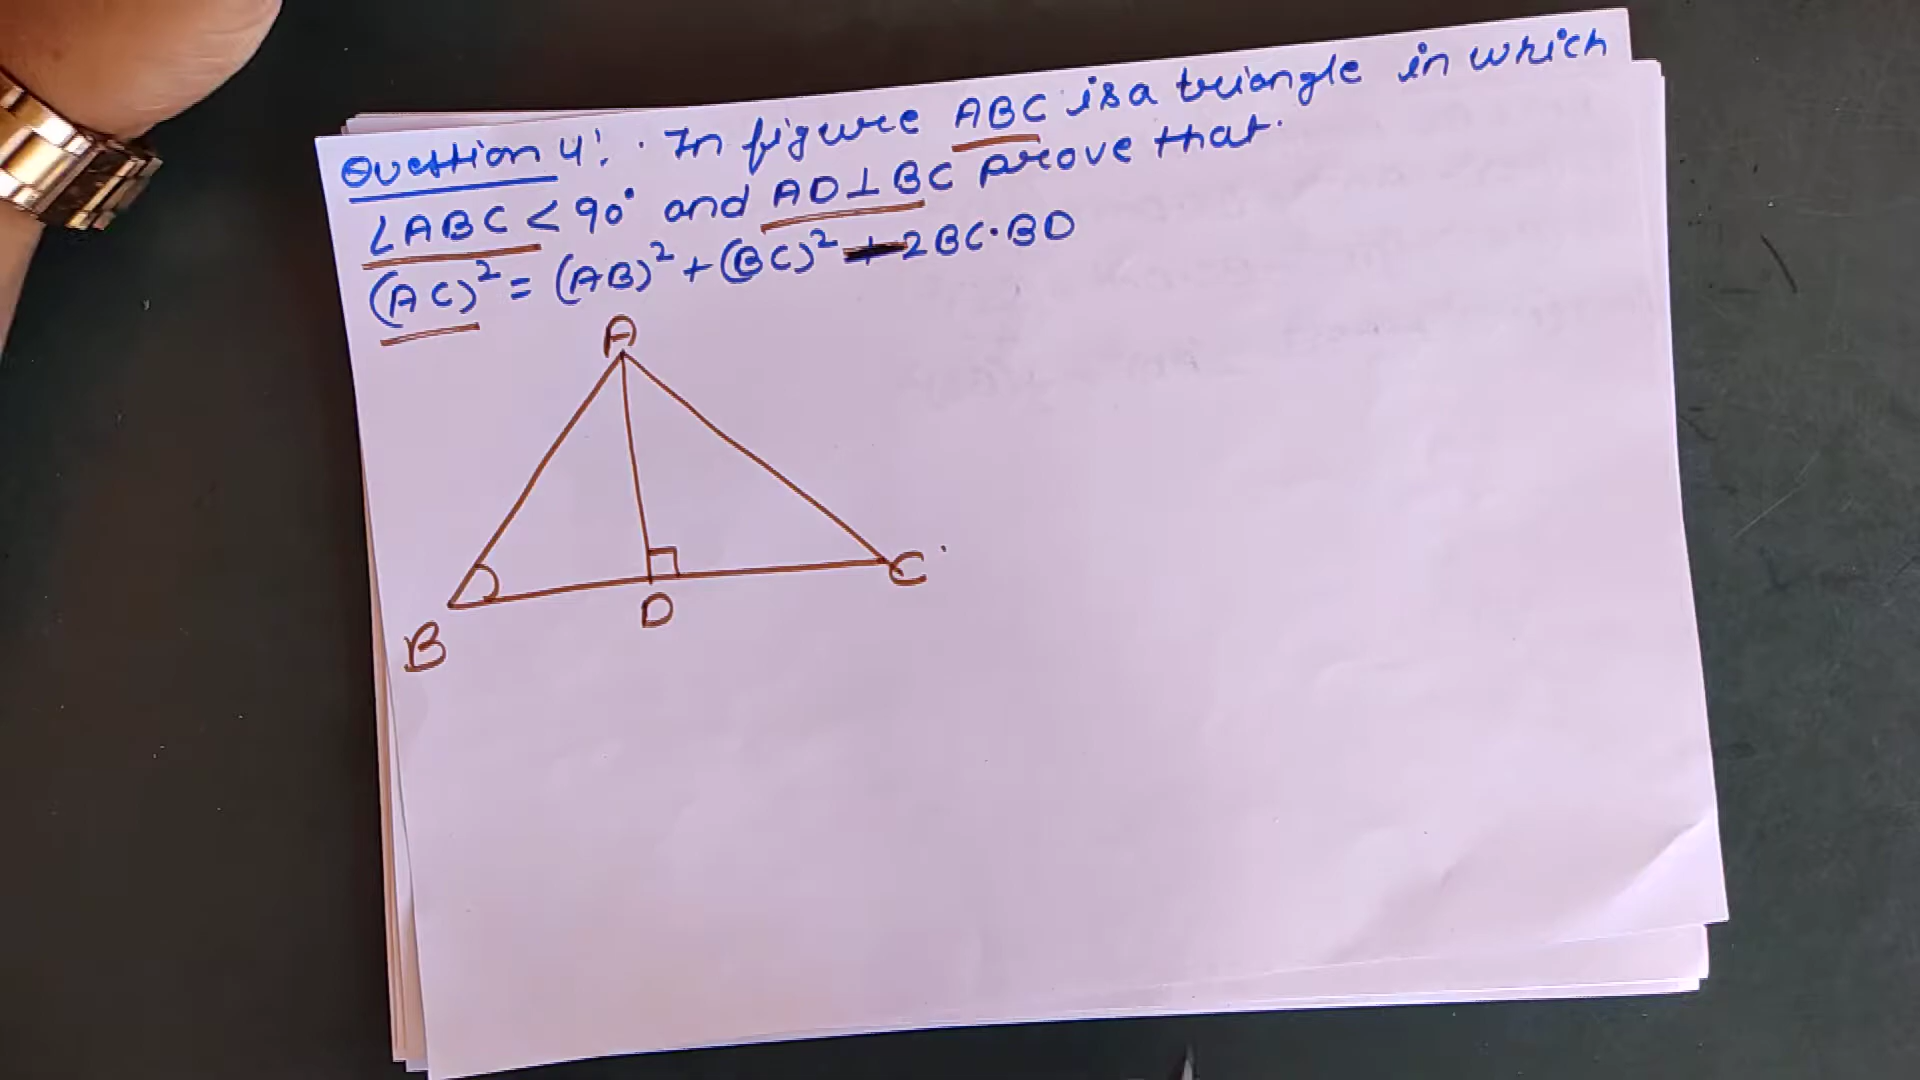 Question 4: In figure ABC is a triangle in which
∠ABC < 90° and AD⊥BC prove that.
(AC)² = (AB)² + (BC)² - 2BC·BD
A
B
D
C